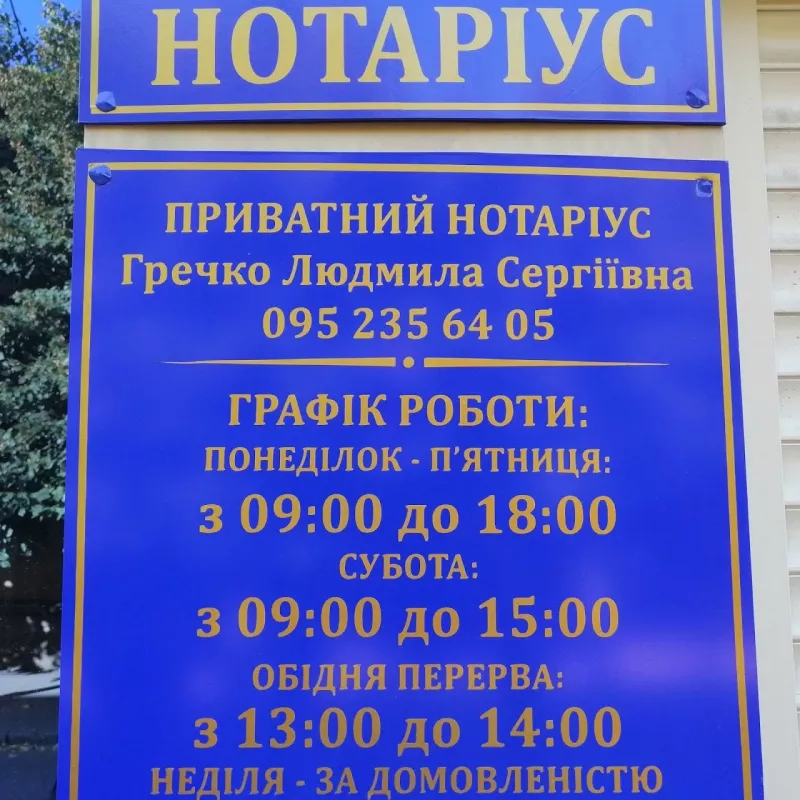 НОТАРІУС
ПРИВАТНИЙ НОТАРІУС
Гречко Людмила Сергіївна
095 235 64 05
ГРАФІК РОБОТИ:
ПОНЕДІЛОК - П’ЯТНИЦЯ:
з 09:00 до 18:00
СУБОТА:
з 09:00 до 15:00
ОБІДНЯ ПЕРЕРВА:
з 13:00 до 14:00
НЕДІЛЯ - ЗА ДОМОВЛЕНІСТЮ